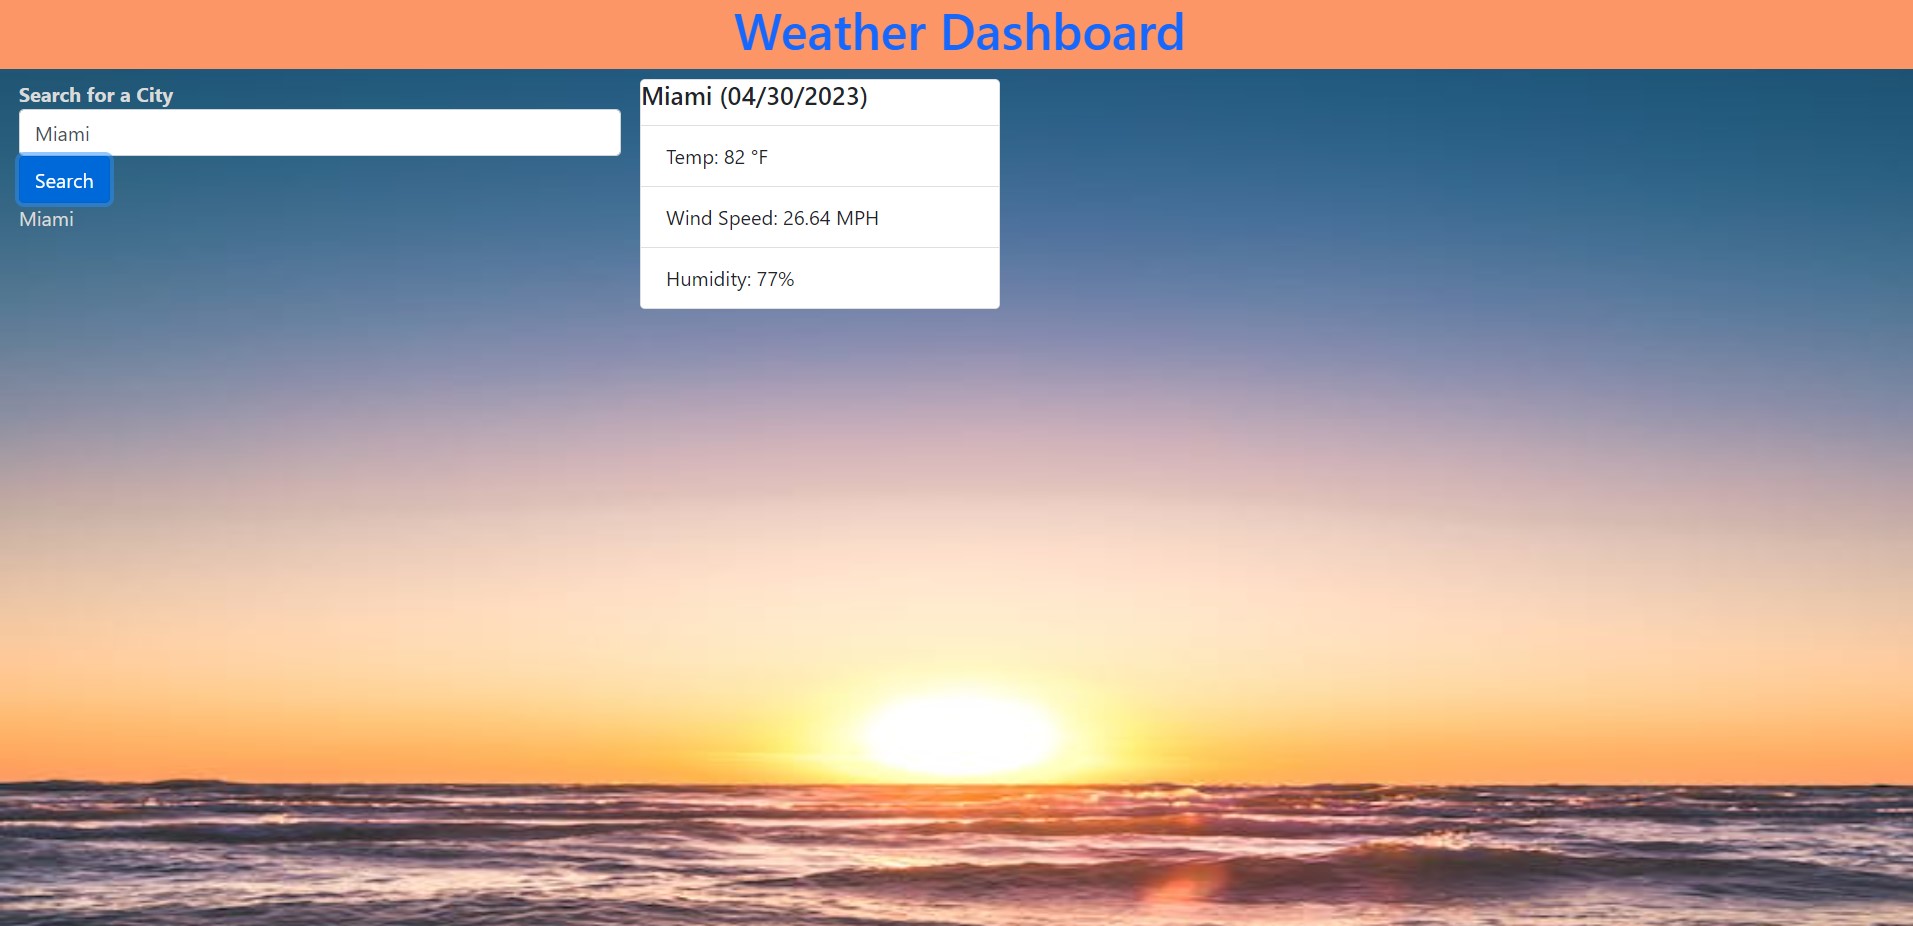 Weather Dashboard
Search for a City
Miami
Search
Miami
Miami (04/30/2023)
Temp: 82 °F
Wind Speed: 26.64 MPH
Humidity: 77%